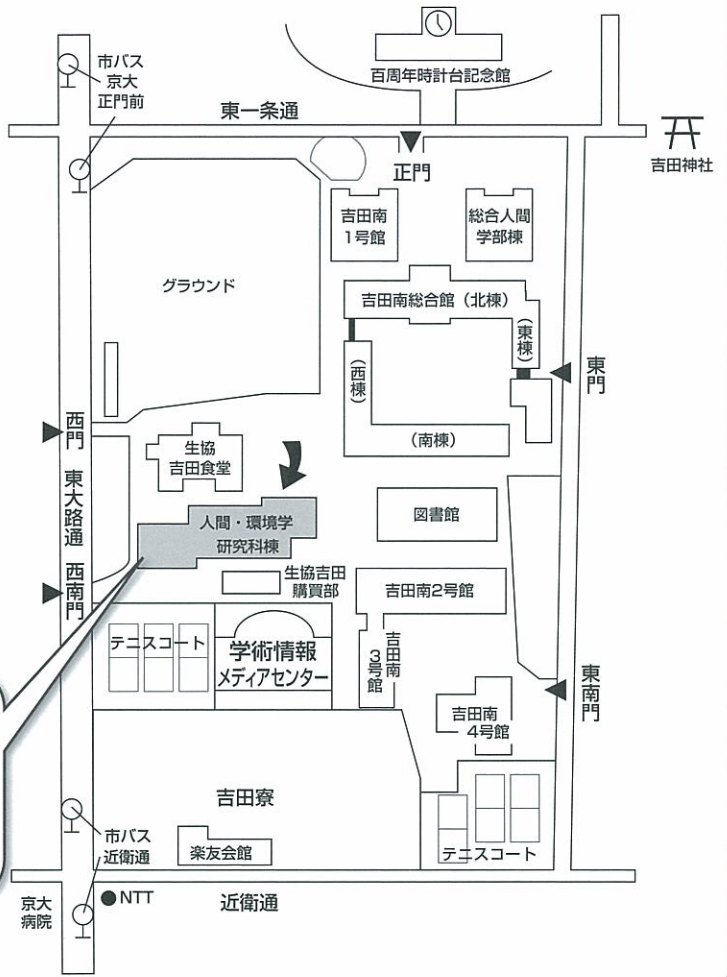 市バス
京大
正門前
百周年時計台記念館
東一条通
正門
吉田神社
吉田南
1号館
総合人間
学部棟
グラウンド
吉田南総合館(北棟)
(東棟)
(西棟)
東門
(南棟)
西門
生協
吉田食堂
東大路通
人間・環境学
研究科棟
図書館
西南門
生協吉田
購買部
吉田南2号館
テニスコート
学術情報
メディアセンター
吉田南
3号館
東南門
吉田南
4号館
吉田寮
市バス
近衛通
楽友会館
テニスコート
京大
病院
●NTT
近衛通